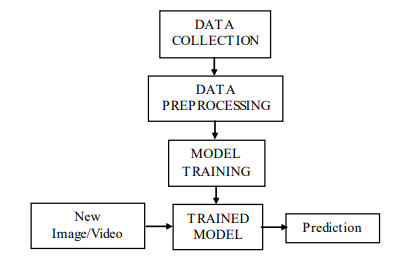 DATA
COLLECTION
DATA
PREPROCESSING
MODEL
TRAINING
New
Image/Video
TRAINED
MODEL
Prediction